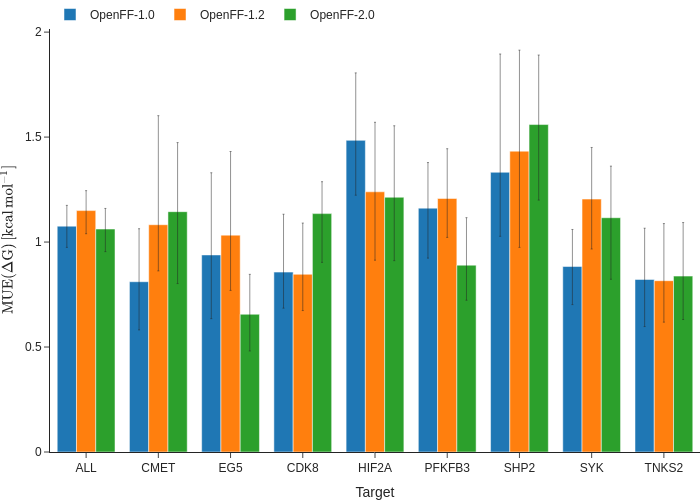 OpenFF-1.0 OpenFF-1.2 OpenFF-2.0
MUE(ΔG) [kcal mol⁻¹]
2
1.5
1
0.5
0
ALL CMET EG5 CDK8 HIF2A PFKFB3 SHP2 SYK TNKS2
Target